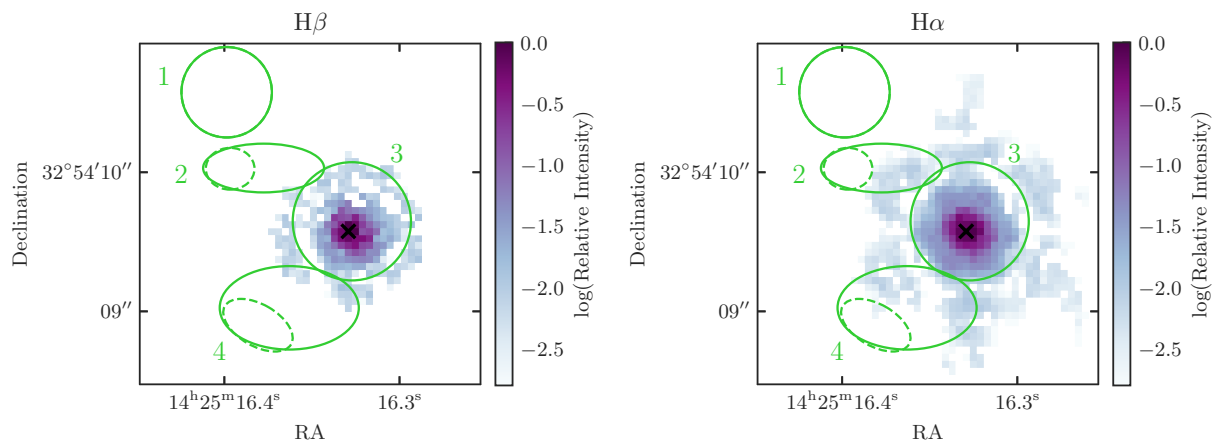 Hβ
1
2
3
4
Declination
32°54′10″
09″
14ʰ25ᵐ16.4ˢ
16.3ˢ
RA
0.0
−0.5
−1.0
−1.5
−2.0
−2.5
log(Relative Intensity)
Hα
1
2
3
4
Declination
32°54′10″
09″
14ʰ25ᵐ16.4ˢ
16.3ˢ
RA
0.0
−0.5
−1.0
−1.5
−2.0
−2.5
log(Relative Intensity)